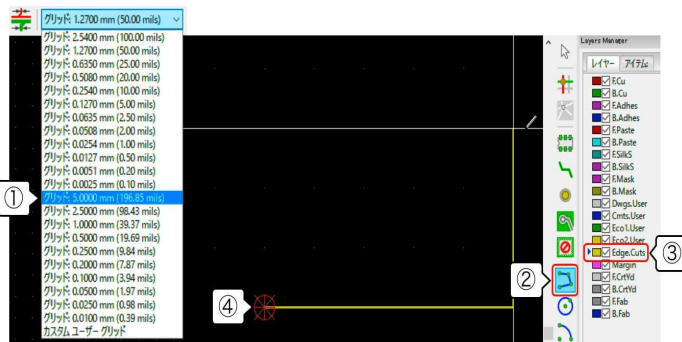 グリッド: 1.2700 mm (50.00 mils)
グリッド: 2.5400 mm (100.00 mils)
グリッド: 1.2700 mm (50.00 mils)
グリッド: 0.6350 mm (25.00 mils)
グリッド: 0.5080 mm (20.00 mils)
グリッド: 0.2540 mm (10.00 mils)
グリッド: 0.1270 mm (5.00 mils)
グリッド: 0.0635 mm (2.50 mils)
グリッド: 0.0508 mm (2.00 mils)
グリッド: 0.0254 mm (1.00 mils)
グリッド: 0.0127 mm (0.50 mils)
グリッド: 0.0051 mm (0.20 mils)
グリッド: 0.0025 mm (0.10 mils)
① グリッド: 5.0000 mm (196.85 mils)
グリッド: 2.5000 mm (98.43 mils)
グリッド: 1.0000 mm (39.37 mils)
グリッド: 0.5000 mm (19.69 mils)
グリッド: 0.2500 mm (9.84 mils)
グリッド: 0.2000 mm (7.87 mils)
グリッド: 0.1000 mm (3.94 mils)
グリッド: 0.0500 mm (1.97 mils)
グリッド: 0.0250 mm (0.98 mils)
グリッド: 0.0100 mm (0.39 mils)
カスタム ユーザー グリッド
④
②
Layers Manager
レイヤー アイテム
F.Cu
B.Cu
F.Adhes
B.Adhes
F.Paste
B.Paste
F.SilkS
B.SilkS
F.Mask
B.Mask
Dwgs.User
Cmts.User
Eco1.User
Eco2.User
Edge.Cuts ③
Margin
F.CrtYd
B.CrtYd
F.Fab
B.Fab